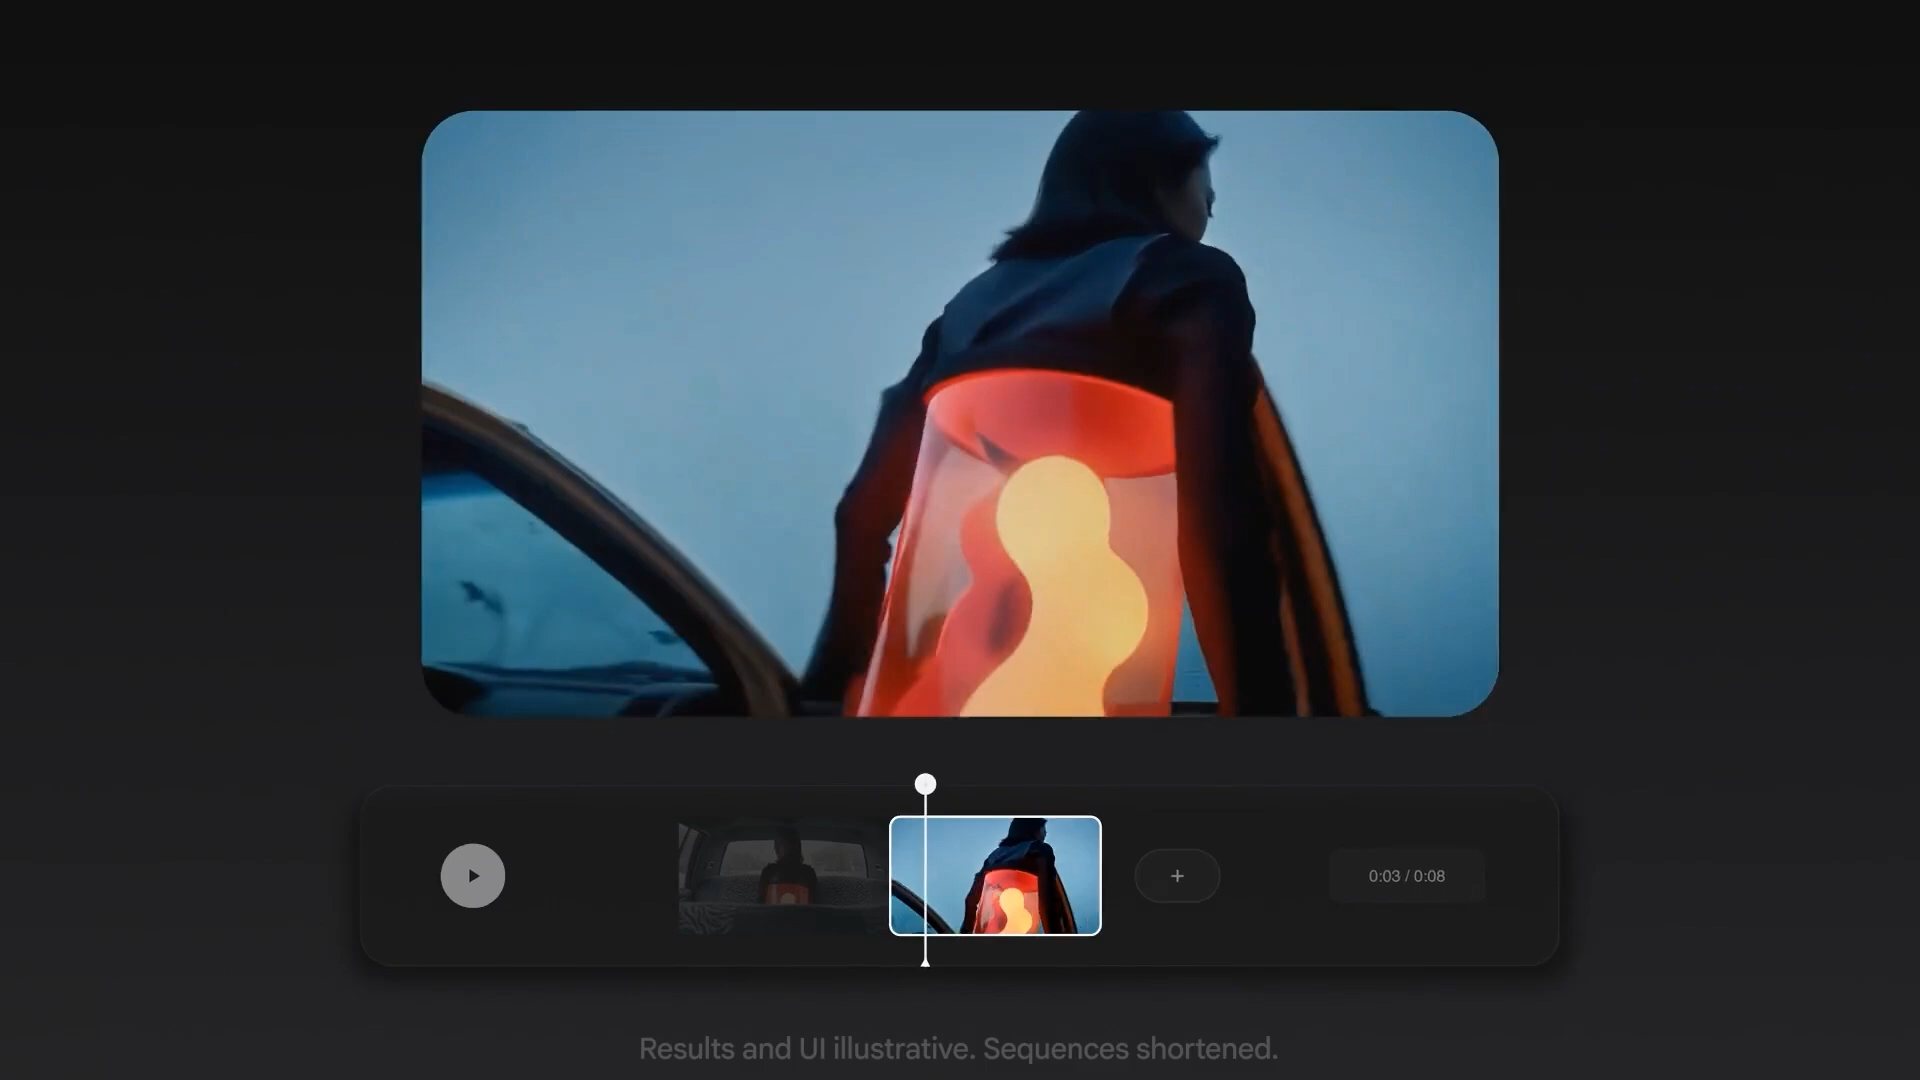 0:03 / 0:08
Results and UI illustrative. Sequences shortened.